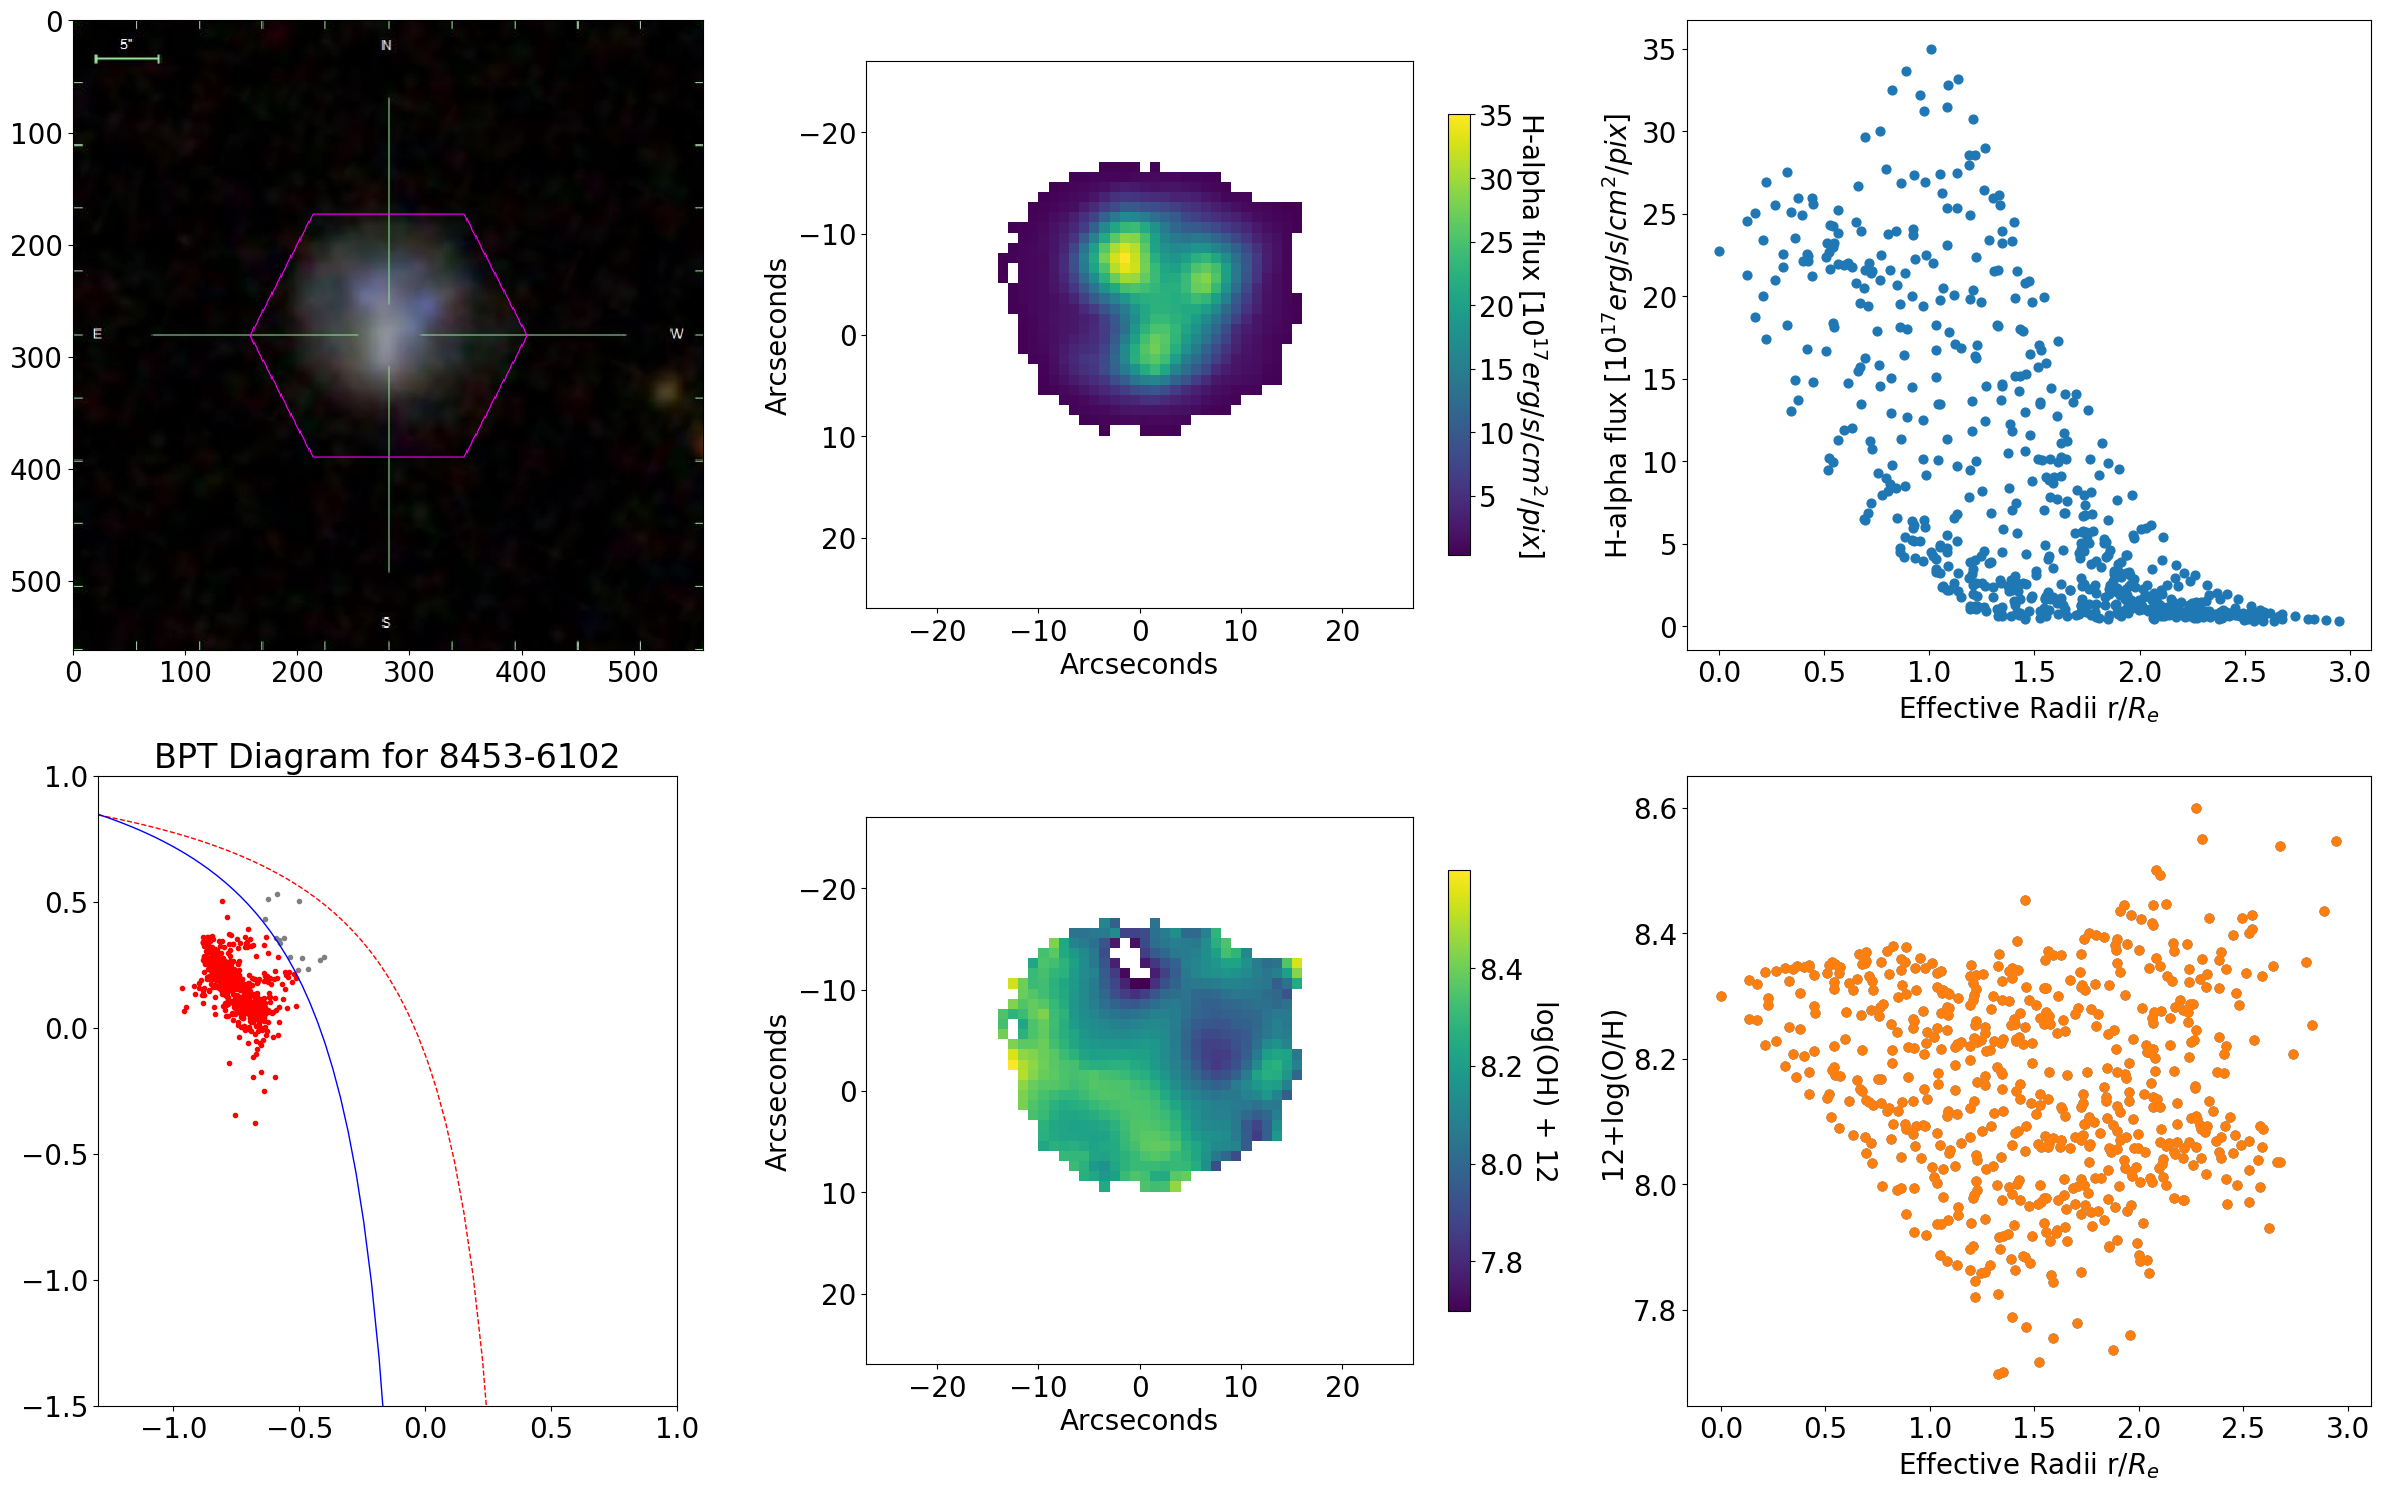 0
100
200
300
400
500
0 100 200 300 400 500
5"
N
E
W
S
−20
−10
0
10
20
−20 −10 0 10 20
Arcseconds
Arcseconds
35
30
25
20
15
10
5
H-alpha flux [10^{17}erg/s/cm^{2}/pix]
35
30
25
20
15
10
5
0
0.0 0.5 1.0 1.5 2.0 2.5 3.0
H-alpha flux [10^{17}erg/s/cm^{2}/pix]
Effective Radii r/R_e
BPT Diagram for 8453-6102
1.0
0.5
0.0
−0.5
−1.0
−1.5
−1.0 −0.5 0.0 0.5 1.0
−20
−10
0
10
20
−20 −10 0 10 20
Arcseconds
Arcseconds
8.4
8.2
8.0
7.8
log(OH) + 12
8.6
8.4
8.2
8.0
7.8
0.0 0.5 1.0 1.5 2.0 2.5 3.0
12+log(O/H)
Effective Radii r/R_e